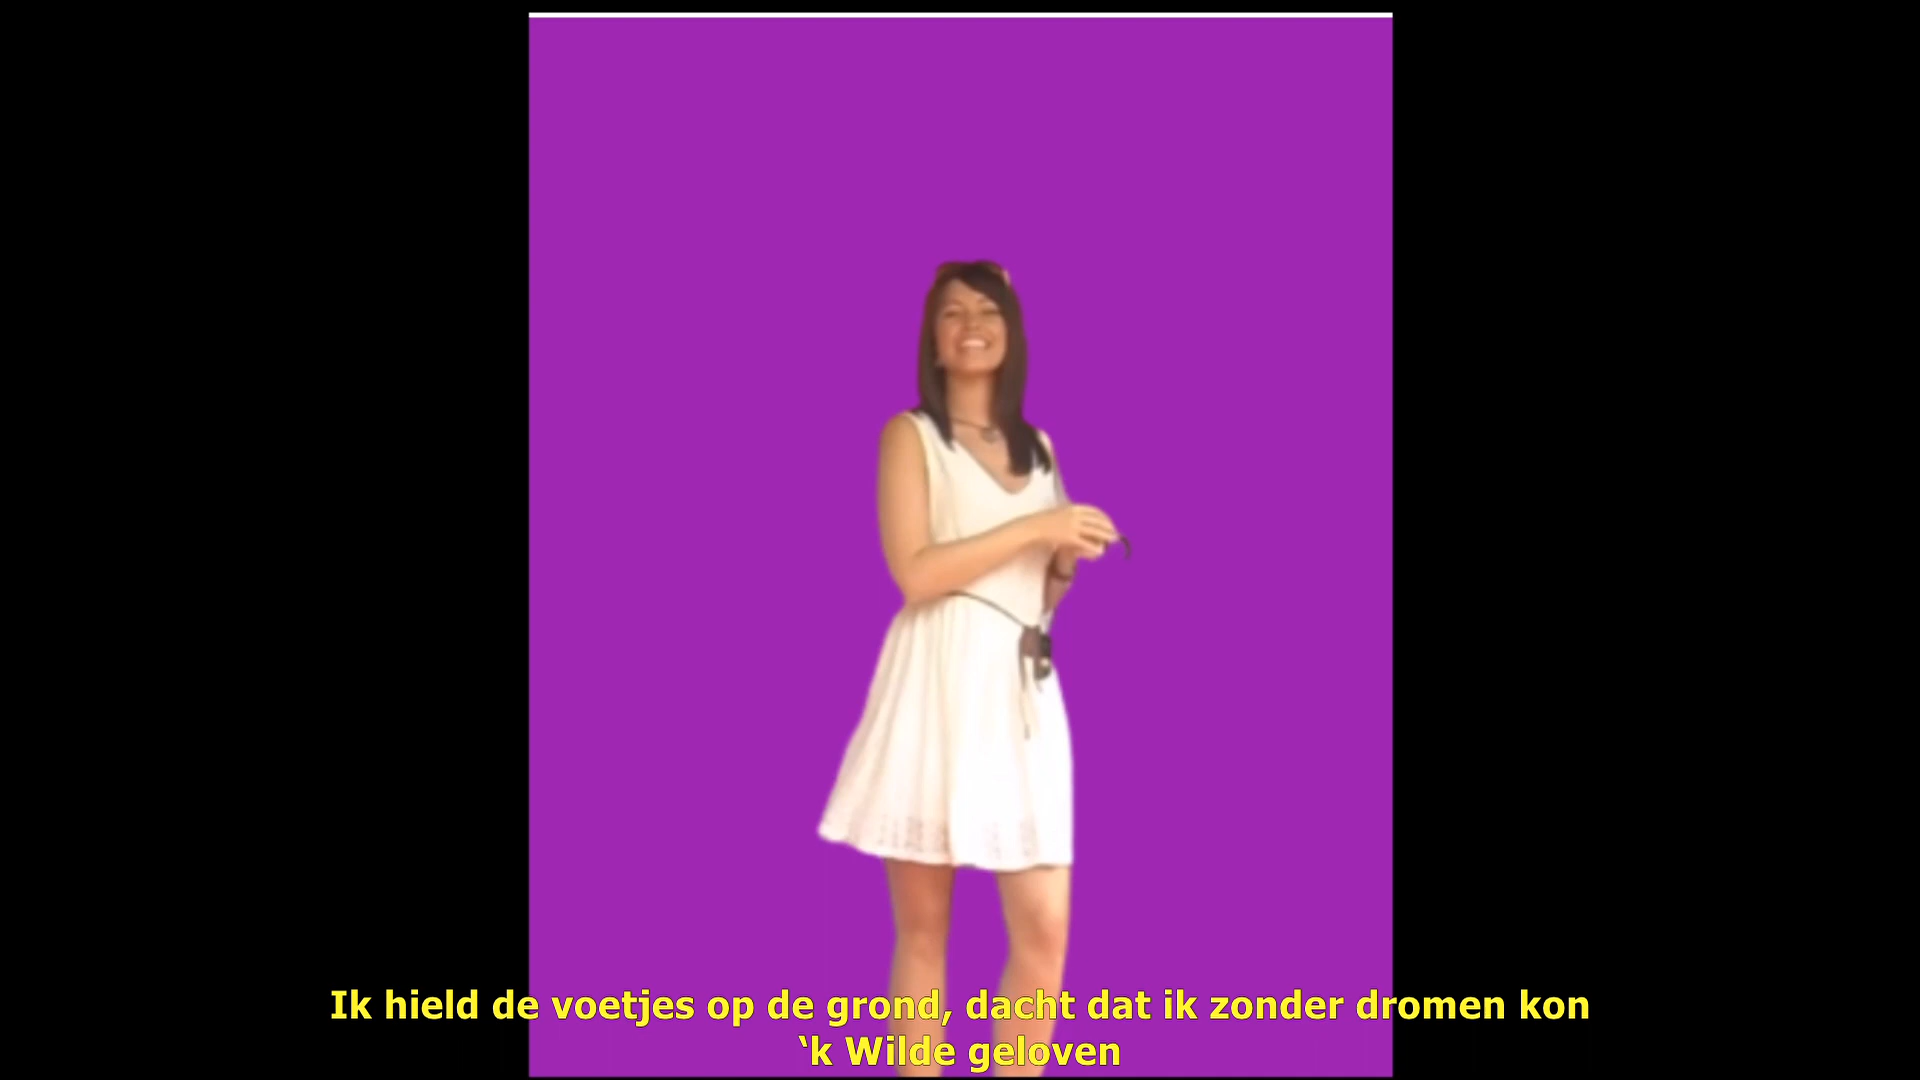 Ik hield de voetjes op de grond, dacht dat ik zonder dromen kon
‘k Wilde geloven